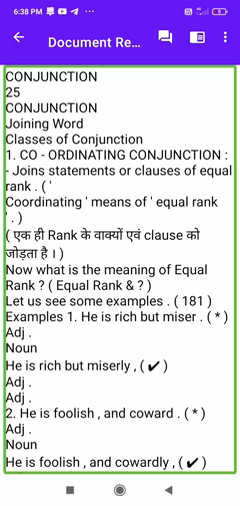 6:38 PM
Document Re...
CONJUNCTION
25
CONJUNCTION
Joining Word
Classes of Conjunction
1. CO - ORDINATING CONJUNCTION :
- Joins statements or clauses of equal
rank . ( '
Coordinating ' means of ' equal rank
' . )
( एक ही Rank के वाक्यों एवं clause को
जोड़ता है । )
Now what is the meaning of Equal
Rank ? ( Equal Rank & ? )
Let us see some examples . ( 181 )
Examples 1. He is rich but miser . ( * )
Adj .
Noun
He is rich but miserly , ( ✔ )
Adj .
Adj .
2. He is foolish , and coward . ( * )
Adj .
Noun
He is foolish , and cowardly , ( ✔ )